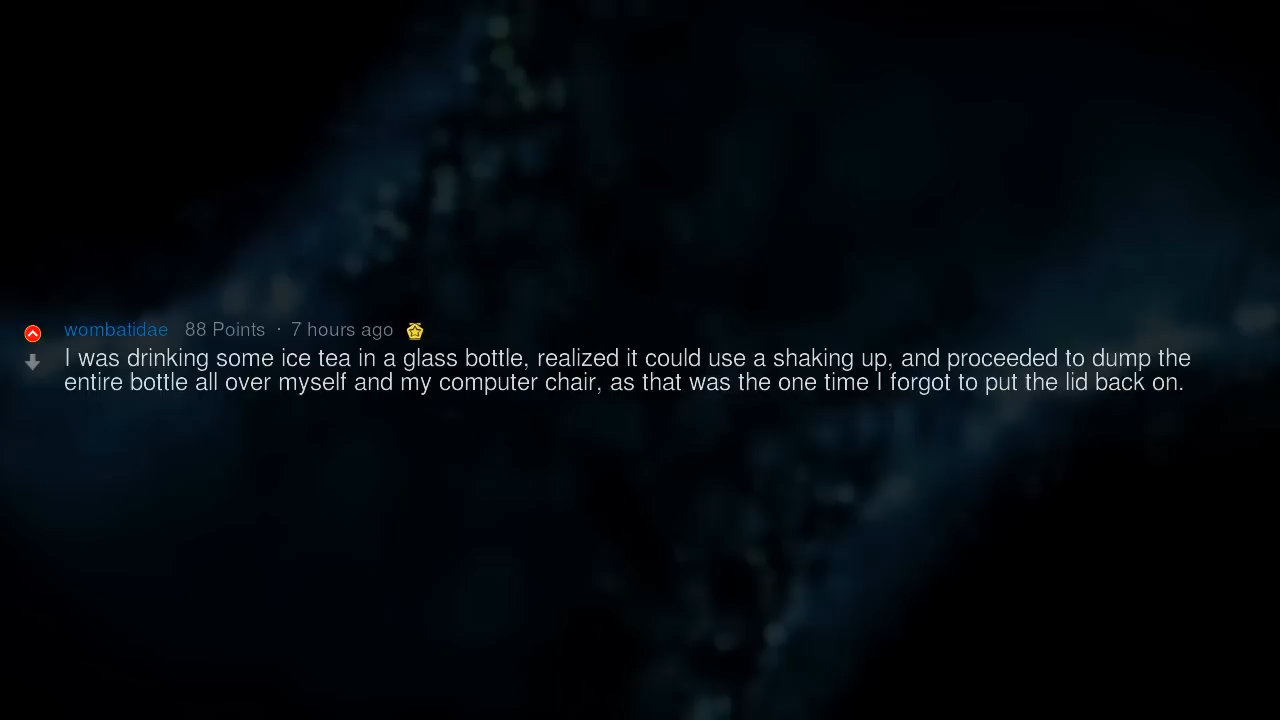 wombatidae 88 Points · 7 hours ago
I was drinking some ice tea in a glass bottle, realized it could use a shaking up, and proceeded to dump the
entire bottle all over myself and my computer chair, as that was the one time I forgot to put the lid back on.